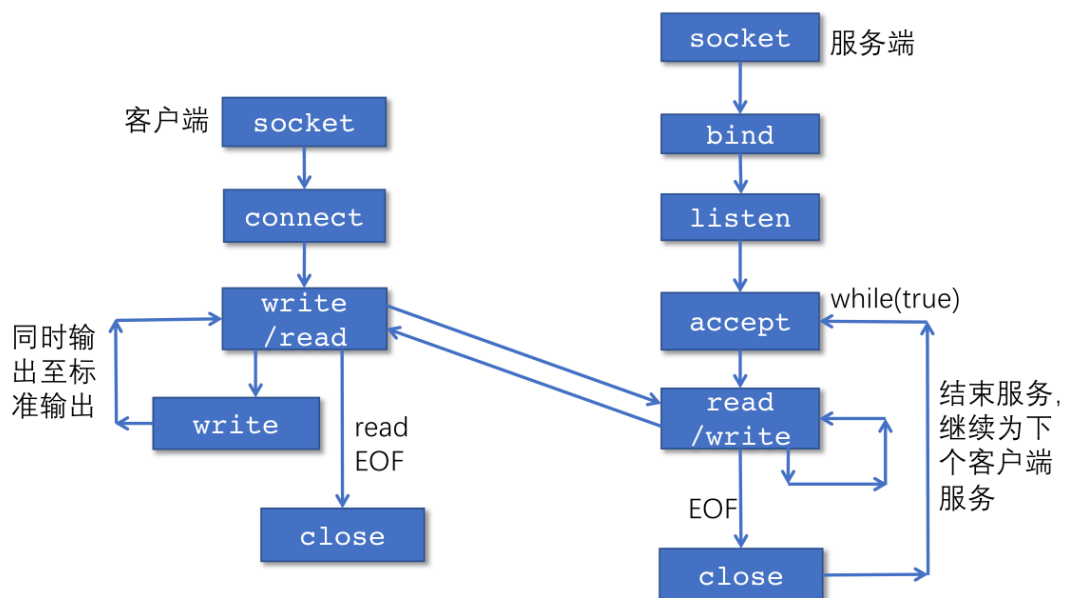 客户端
socket
connect
write
/read
同时输
出至标
准输出
write
read
EOF
close
socket
服务端
bind
listen
while(true)
accept
read
/write
结束服务,
继续为下
个客户端
服务
EOF
close